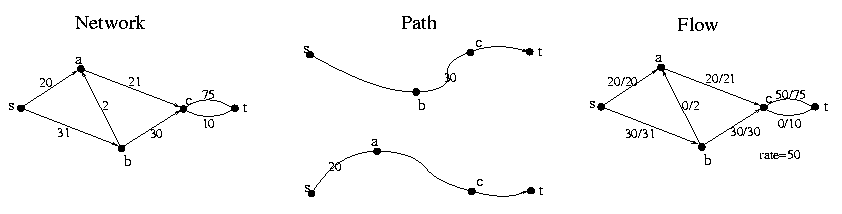 Network
a
20
21
s
2
c
75
t
10
31
30
b
Path
s
c
t
30
b
a
20
s
c
t
Flow
a
20/20
20/21
s
0/2
c
50/75
t
0/10
30/31
30/30
b
rate=50